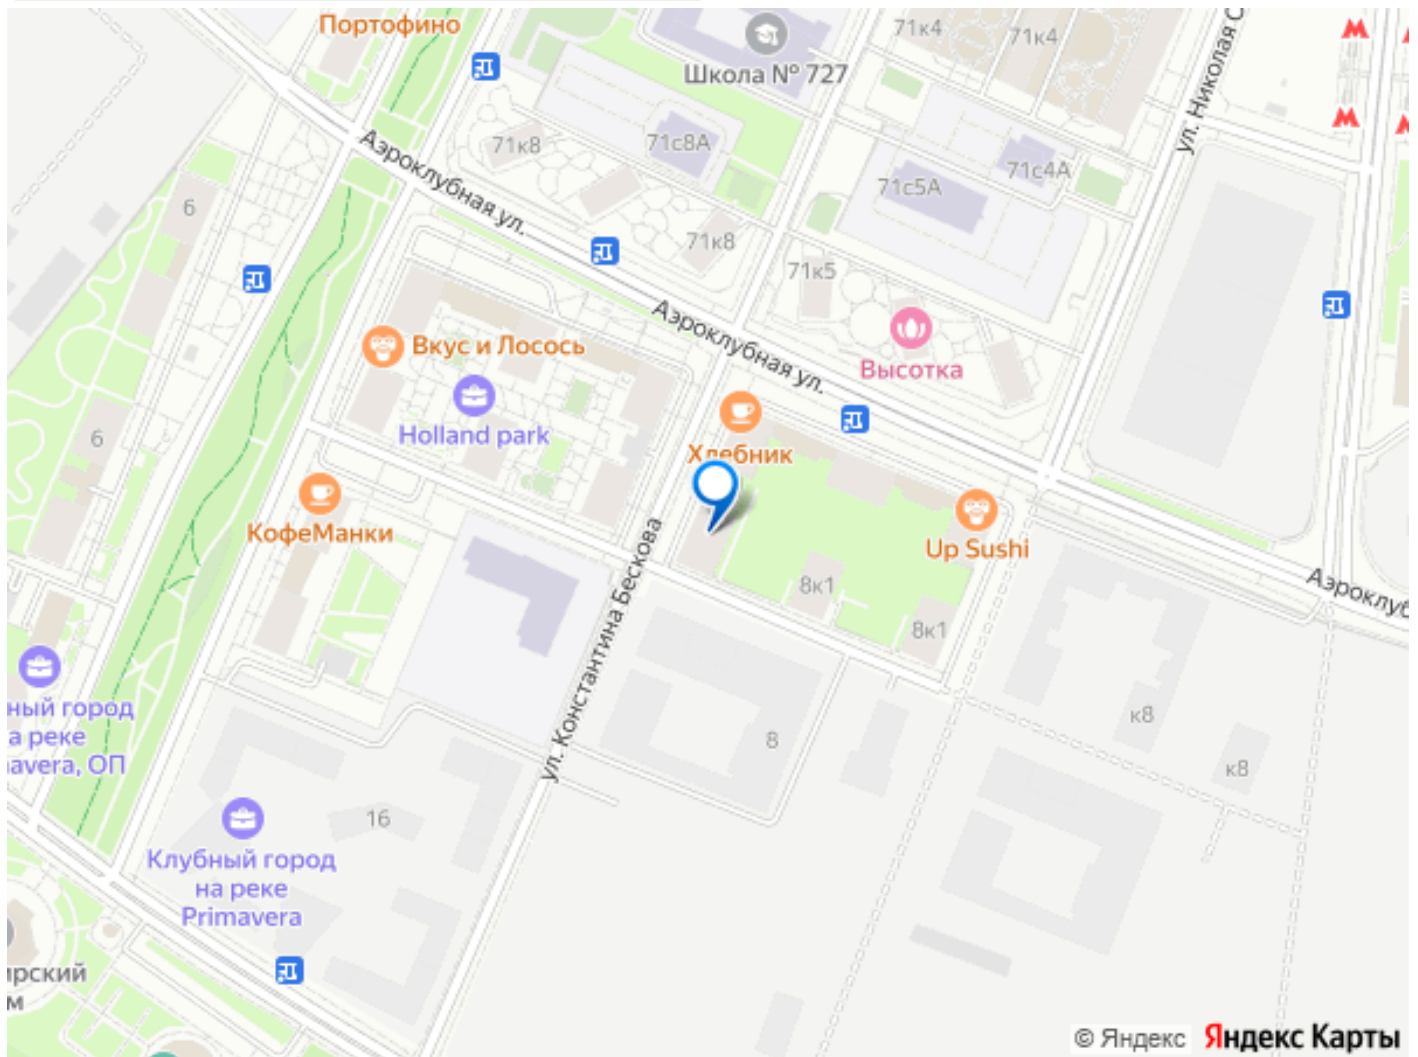 Портофино
Школа № 727
71к4
71к4
ул. Николая С
Аэроклубная ул.
71к8
71с8А
71с5А
71с4А
6
71к8
71к5
Аэроклубная ул.
Вкус и Лосось
Высотка
Holland park
6
Хлебник
КофеМанки
Up Sushi
Аэроклуб
ул. Константина Бескова
8к1
8к1
ный город
а реке
avera, ОП
к8
8
к8
16
Клубный город
на реке
Primavera
ирский
м
© Яндекс Яндекс Карты